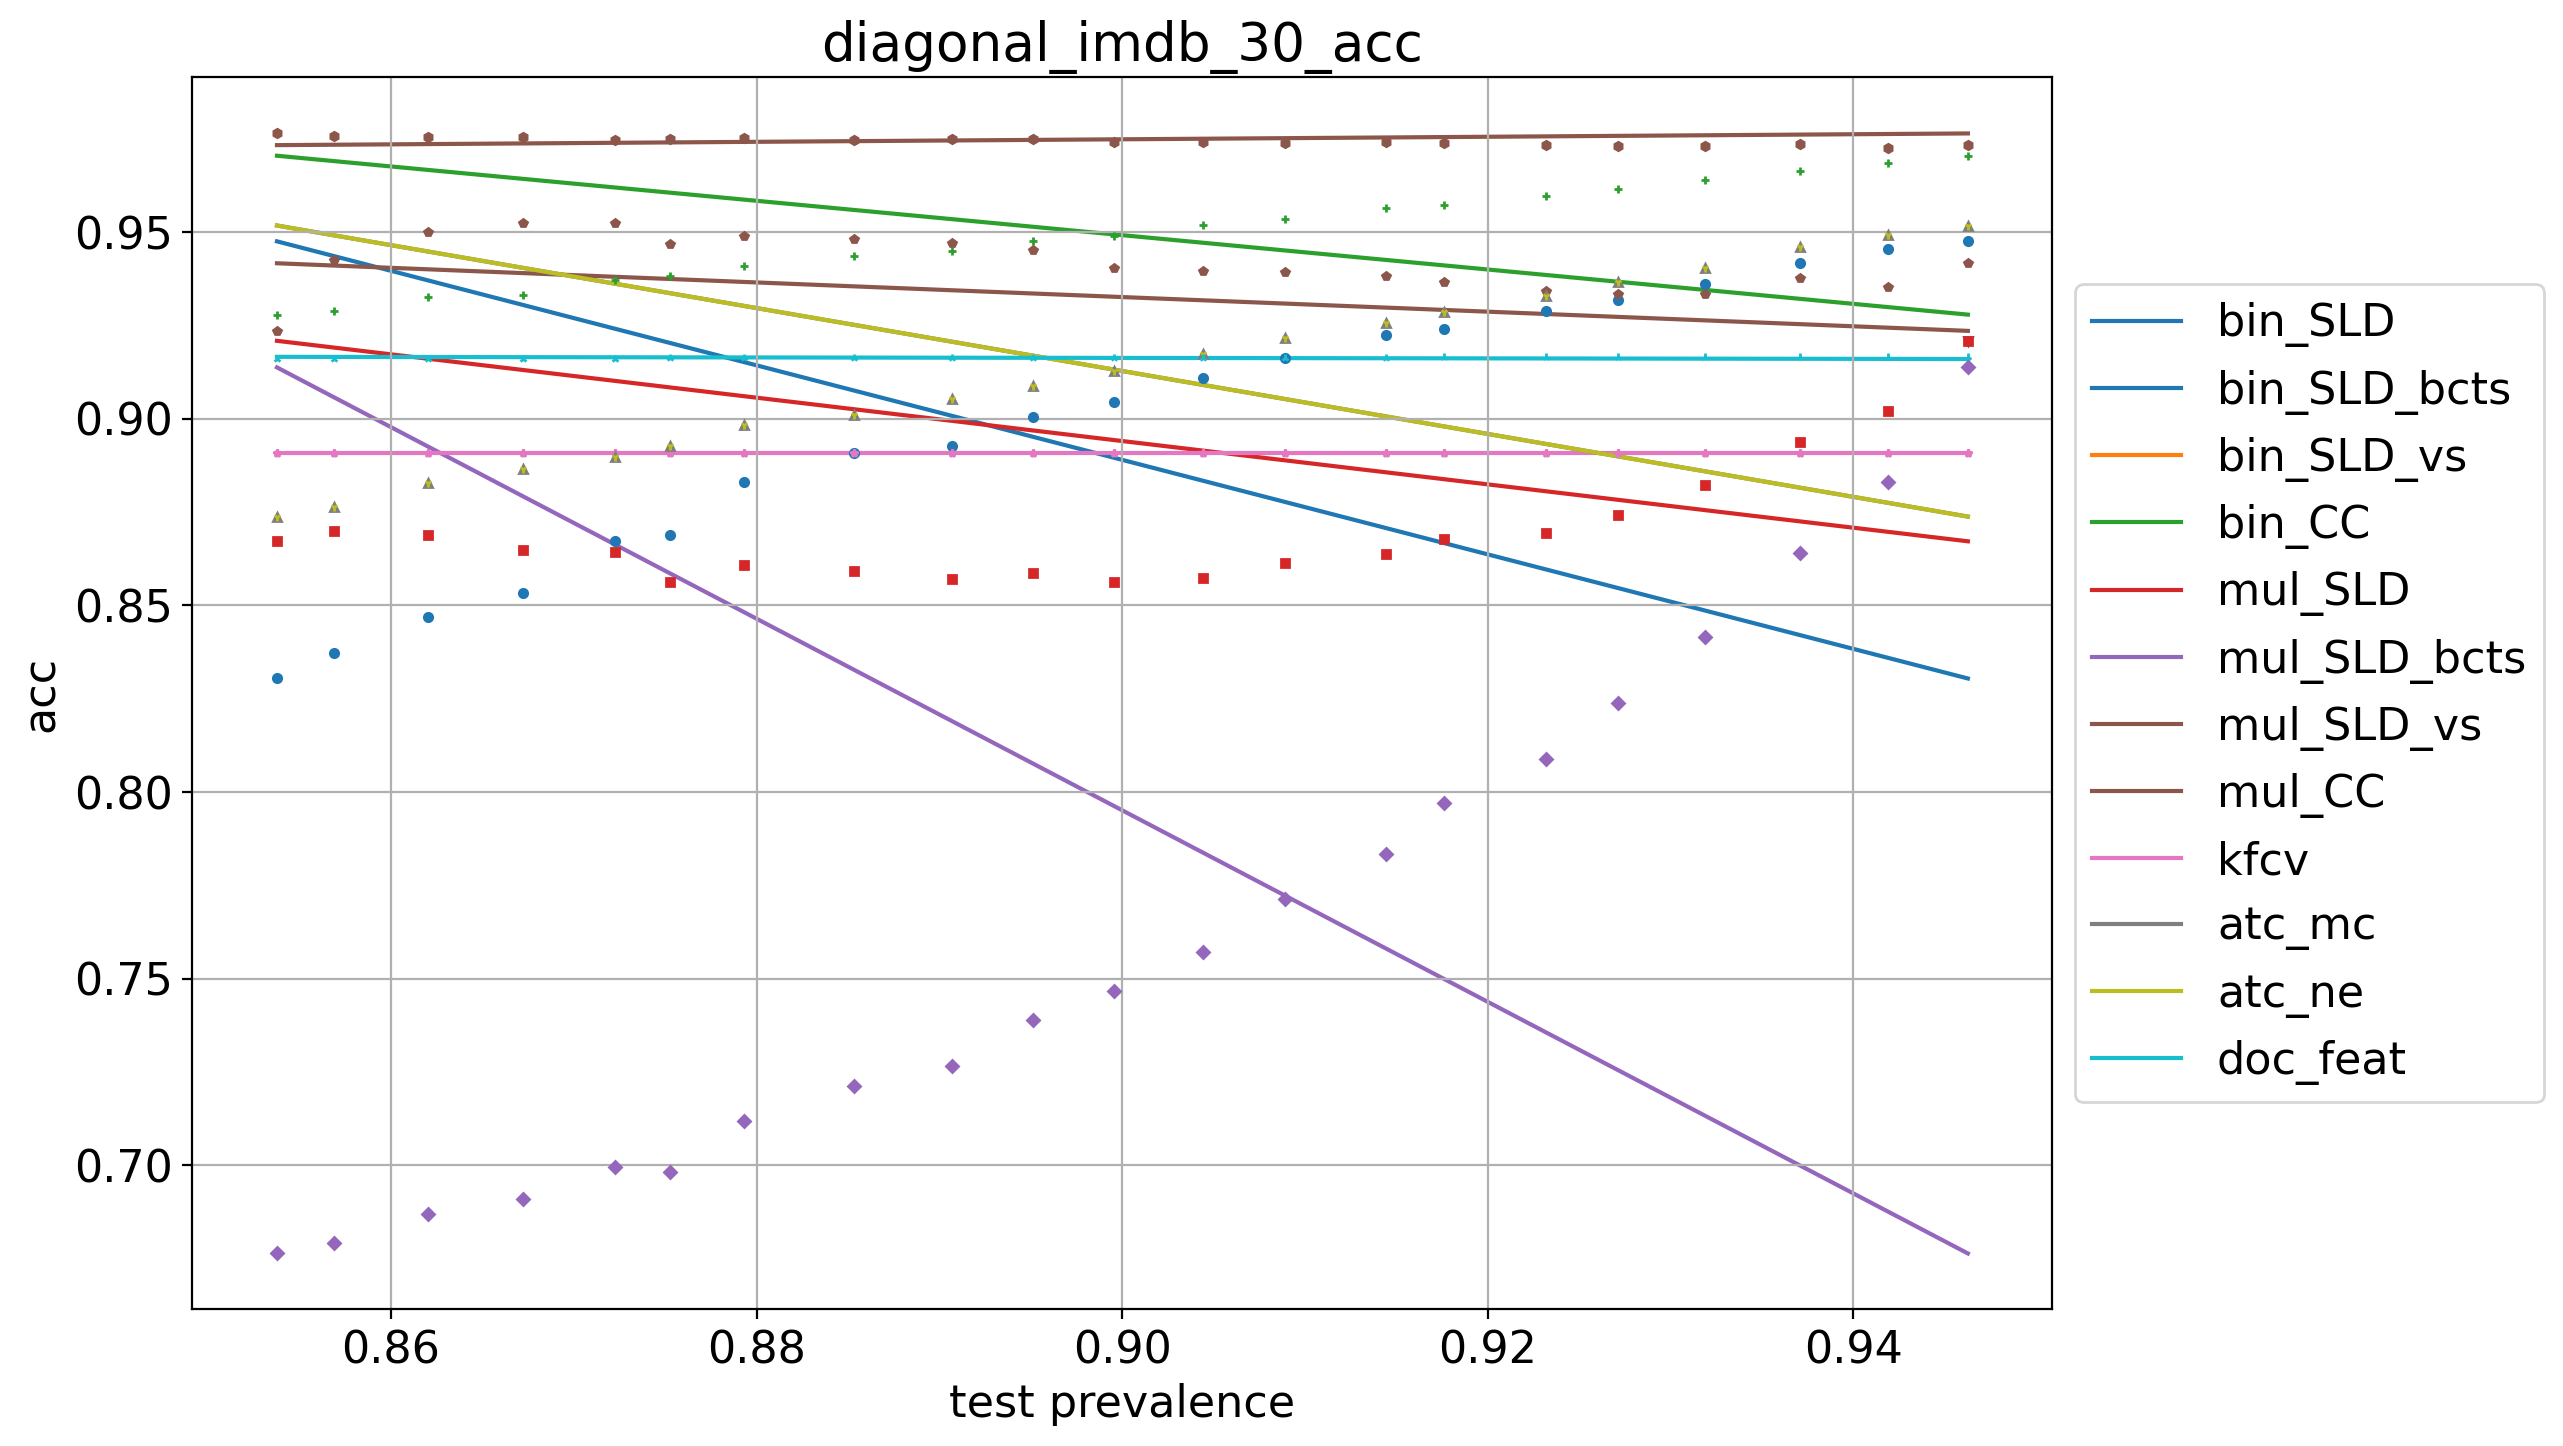 diagonal_imdb_30_acc
acc
0.95
0.90
0.85
0.80
0.75
0.70
0.86 0.88 0.90 0.92 0.94
test prevalence
bin_SLD
bin_SLD_bcts
bin_SLD_vs
bin_CC
mul_SLD
mul_SLD_bcts
mul_SLD_vs
mul_CC
kfcv
atc_mc
atc_ne
doc_feat